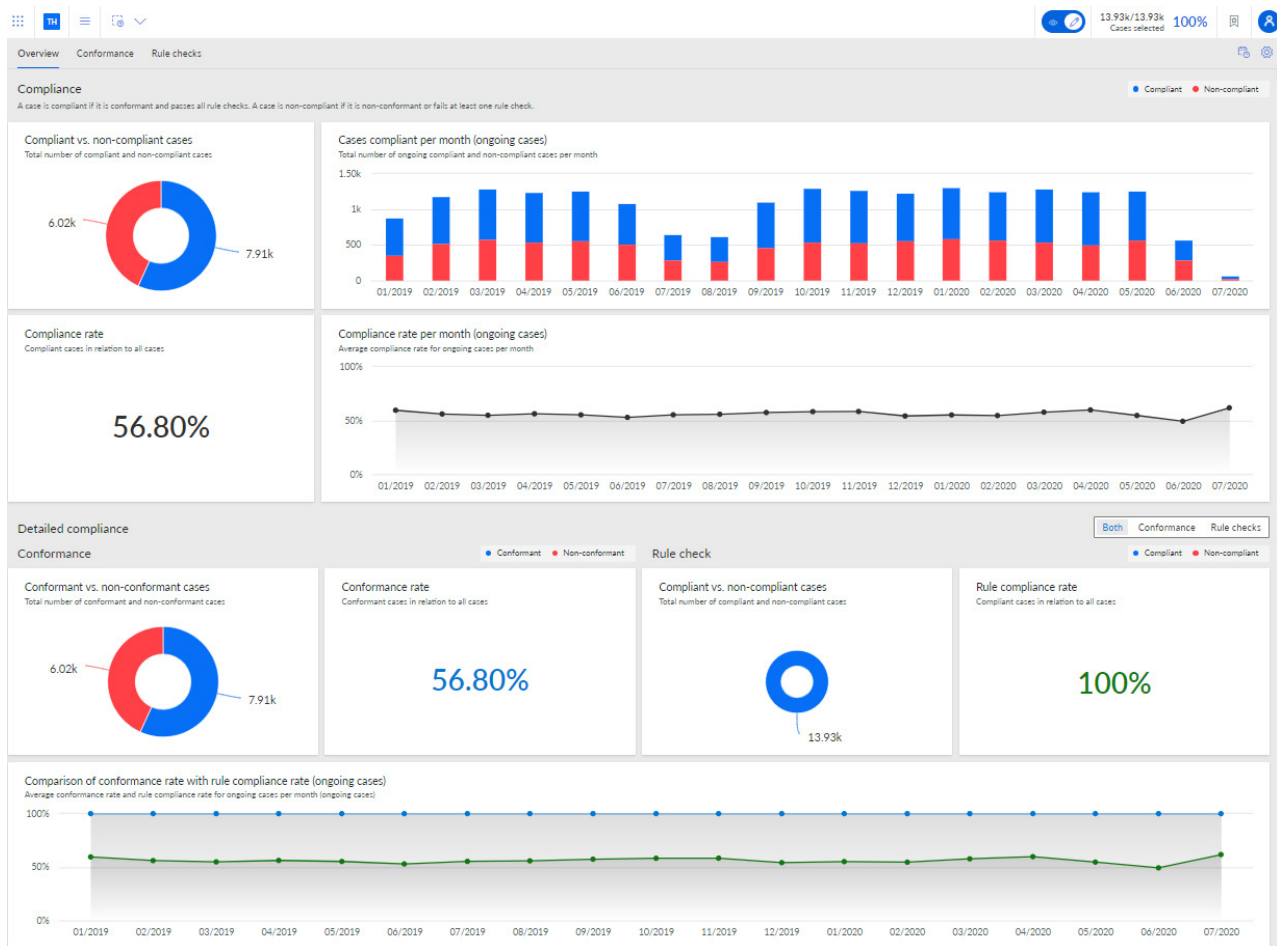 TH
13.93k/13.93k
Cases selected
100%
Overview Conformance Rule checks
Compliance
A case is compliant if it is conformant and passes all rule checks. A case is non-compliant if it is non-conformant or fails at least one rule check.
Compliant Non-compliant
Compliant vs. non-compliant cases
Total number of compliant and non-compliant cases
6.02k
7.91k
Cases compliant per month (ongoing cases)
Total number of ongoing compliant and non-compliant cases per month
1.50k
1k
500
0
01/2019 02/2019 03/2019 04/2019 05/2019 06/2019 07/2019 08/2019 09/2019 10/2019 11/2019 12/2019 01/2020 02/2020 03/2020 04/2020 05/2020 06/2020 07/2020
Compliance rate
Compliant cases in relation to all cases
56.80%
Compliance rate per month (ongoing cases)
Average compliance rate for ongoing cases per month
100%
50%
0%
01/2019 02/2019 03/2019 04/2019 05/2019 06/2019 07/2019 08/2019 09/2019 10/2019 11/2019 12/2019 01/2020 02/2020 03/2020 04/2020 05/2020 06/2020 07/2020
Detailed compliance
Both Conformance Rule checks
Conformance
Conformant Non-conformant
Rule check
Compliant Non-compliant
Conformant vs. non-conformant cases
Total number of conformant and non-conformant cases
6.02k
7.91k
Conformance rate
Conformant cases in relation to all cases
56.80%
Compliant vs. non-compliant cases
Total number of compliant and non-compliant cases
13.93k
Rule compliance rate
Compliant cases in relation to all cases
100%
Comparison of conformance rate with rule compliance rate (ongoing cases)
Average conformance rate and rule compliance rate for ongoing cases per month (ongoing cases)
100%
50%
0%
01/2019 02/2019 03/2019 04/2019 05/2019 06/2019 07/2019 08/2019 09/2019 10/2019 11/2019 12/2019 01/2020 02/2020 03/2020 04/2020 05/2020 06/2020 07/2020